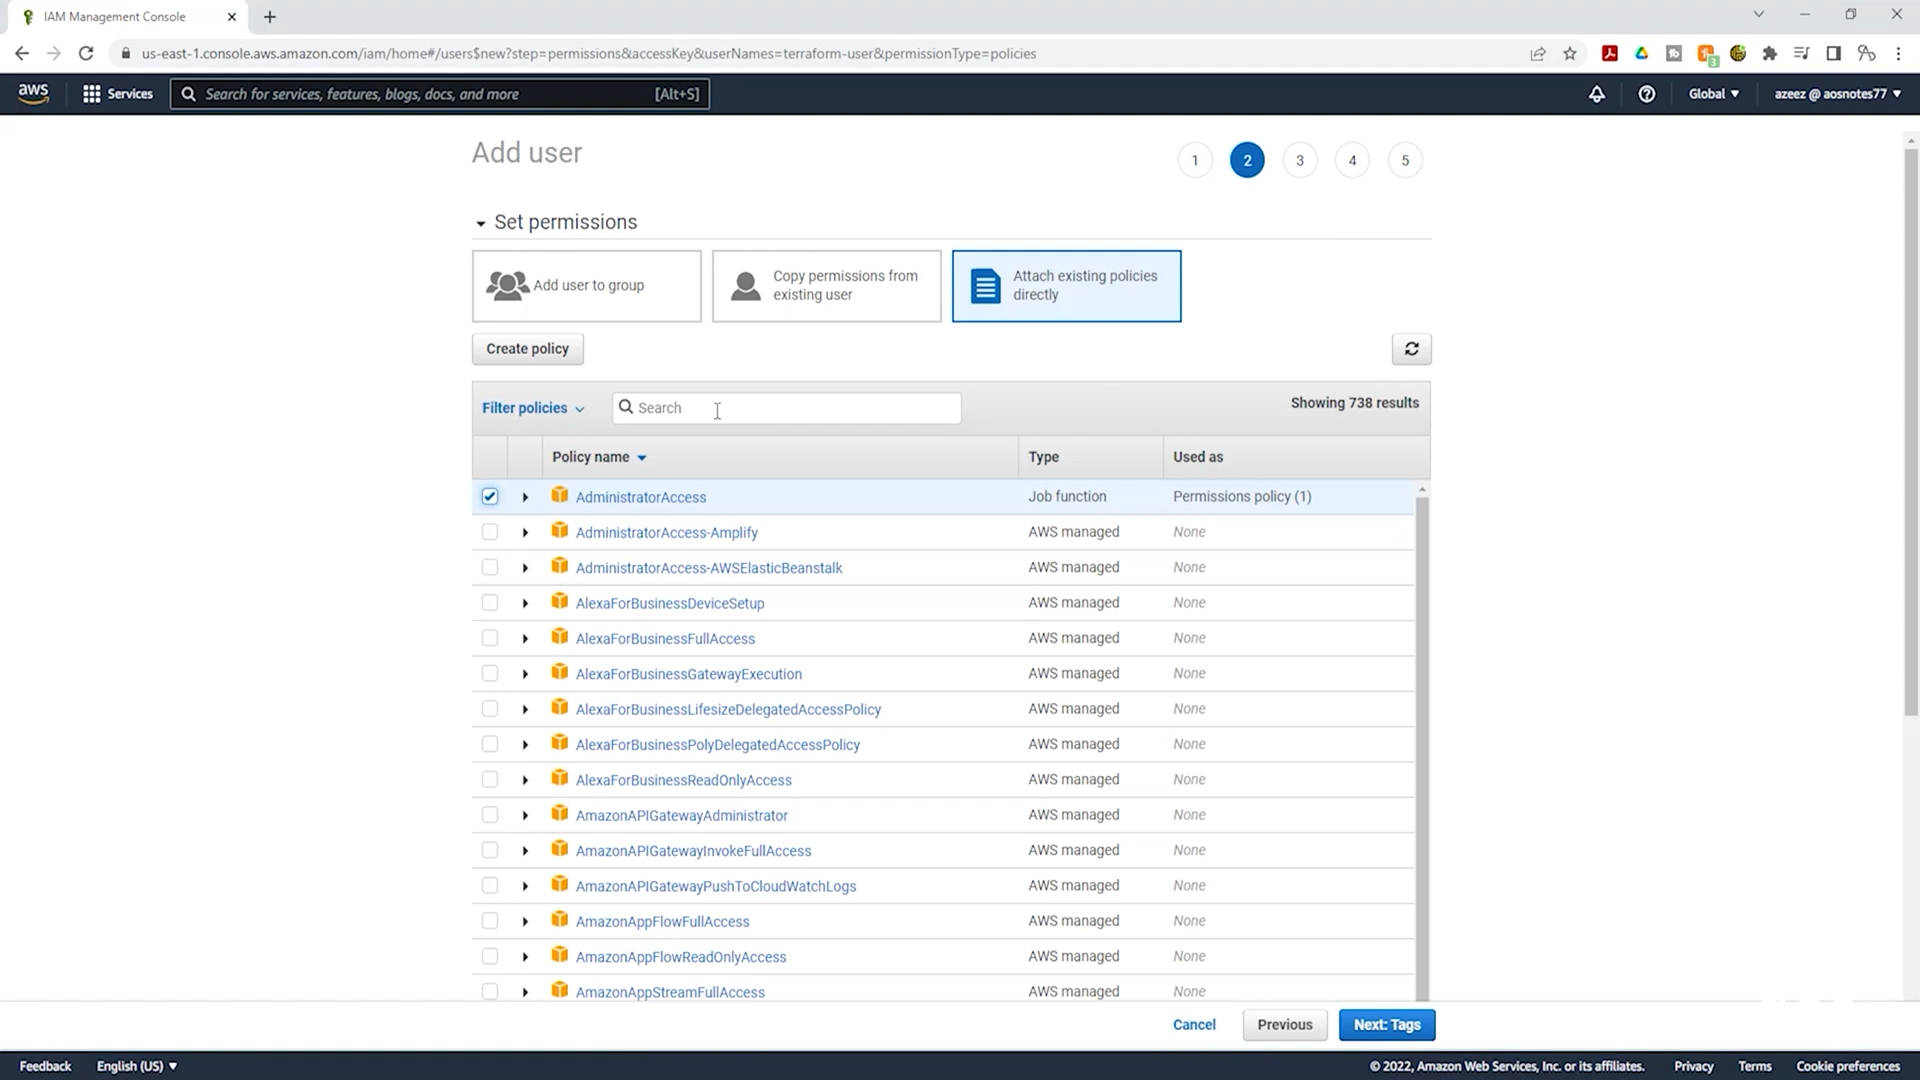 IAM Management Console
us-east-1.console.aws.amazon.com/iam/home#/users$new?step=permissions&accessKey&userNames=terraform-user&permissionType=policies
3
aws
Services
Search for services, features, blogs, docs, and more
[Alt+S]
Global
azeez @ aosnotes77
Add user
1
2
3
4
5
Set permissions
Add user to group
Copy permissions from
existing user
Attach existing policies
directly
Create policy
Filter policies
Search
Showing 738 results
Policy name Type Used as
AdministratorAccess Job function Permissions policy (1)
AdministratorAccess-Amplify AWS managed None
AdministratorAccess-AWSElasticBeanstalk AWS managed None
AlexaForBusinessDeviceSetup AWS managed None
AlexaForBusinessFullAccess AWS managed None
AlexaForBusinessGatewayExecution AWS managed None
AlexaForBusinessLifesizeDelegatedAccessPolicy AWS managed None
AlexaForBusinessPolyDelegatedAccessPolicy AWS managed None
AlexaForBusinessReadOnlyAccess AWS managed None
AmazonAPIGatewayAdministrator AWS managed None
AmazonAPIGatewayInvokeFullAccess AWS managed None
AmazonAPIGatewayPushToCloudWatchLogs AWS managed None
AmazonAppFlowFullAccess AWS managed None
AmazonAppFlowReadOnlyAccess AWS managed None
AmazonAppStreamFullAccess AWS managed None
Cancel
Previous
Next: Tags
Feedback
English (US)
© 2022, Amazon Web Services, Inc. or its affiliates.
Privacy
Terms
Cookie preferences